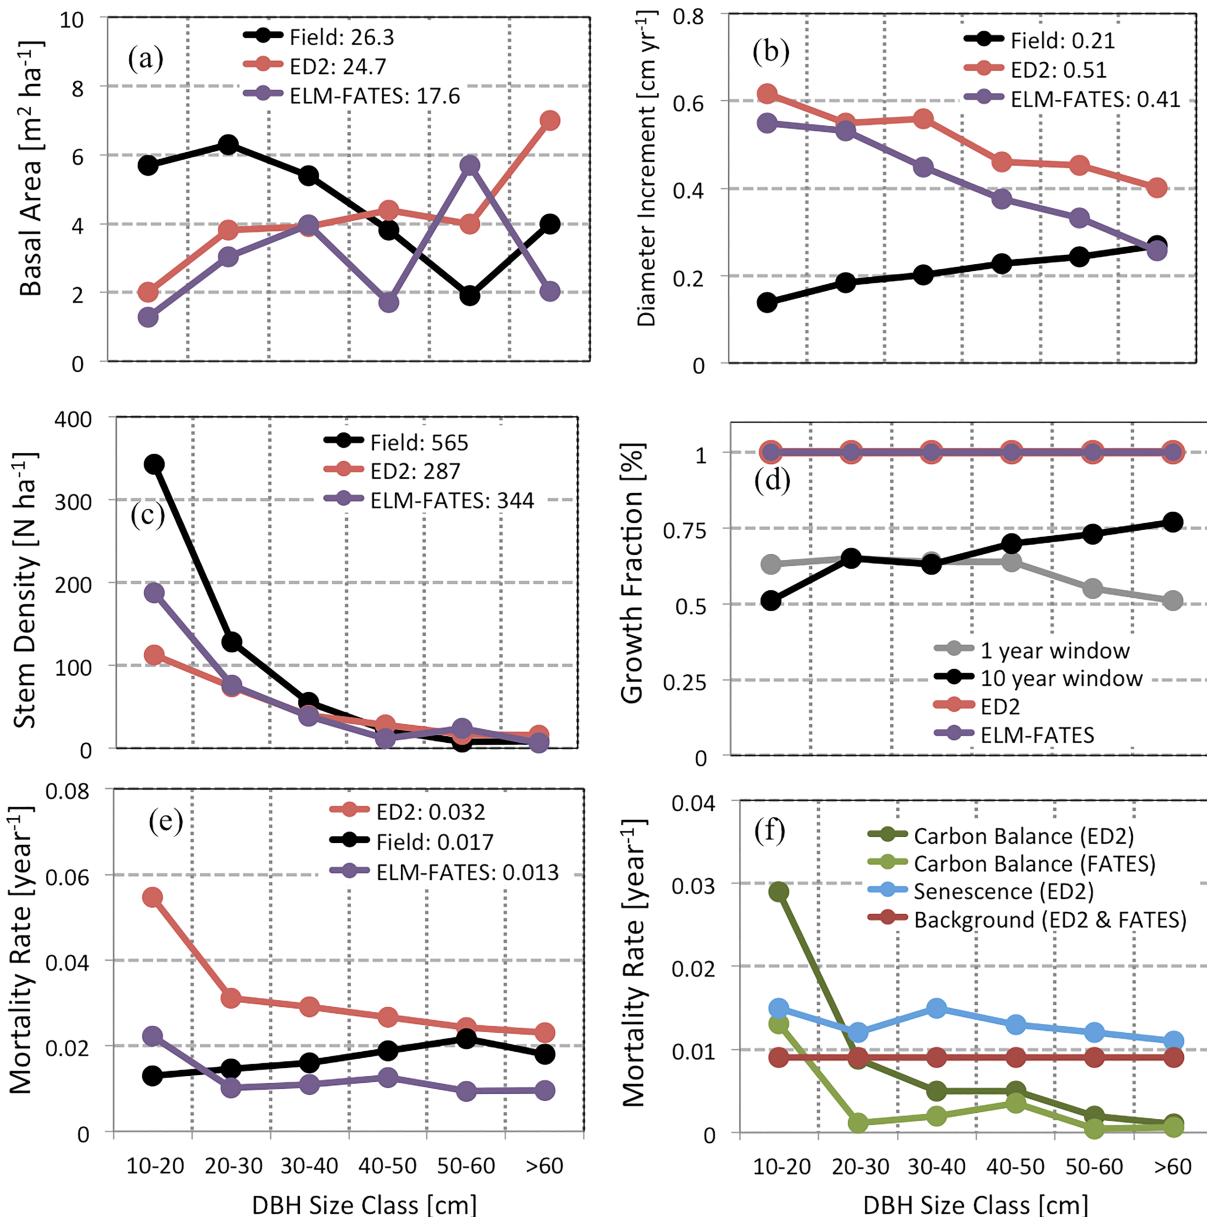 (a)
Field: 26.3
ED2: 24.7
ELM-FATES: 17.6
Basal Area [m² ha⁻¹]
10
8
6
4
2
0
(b)
Field: 0.21
ED2: 0.51
ELM-FATES: 0.41
Diameter Increment [cm yr⁻¹]
0.8
0.6
0.4
0.2
0
(c)
Field: 565
ED2: 287
ELM-FATES: 344
Stem Density [N ha⁻¹]
400
300
200
100
0
(d)
1 year window
10 year window
ED2
ELM-FATES
Growth Fraction [%]
1
0.75
0.5
0.25
0
(e)
ED2: 0.032
Field: 0.017
ELM-FATES: 0.013
Mortality Rate [year⁻¹]
0.08
0.06
0.04
0.02
0
10-20 20-30 30-40 40-50 50-60 >60
DBH Size Class [cm]
(f)
Carbon Balance (ED2)
Carbon Balance (FATES)
Senescence (ED2)
Background (ED2 & FATES)
Mortality Rate [year⁻¹]
0.04
0.03
0.02
0.01
0
10-20 20-30 30-40 40-50 50-60 >60
DBH Size Class [cm]